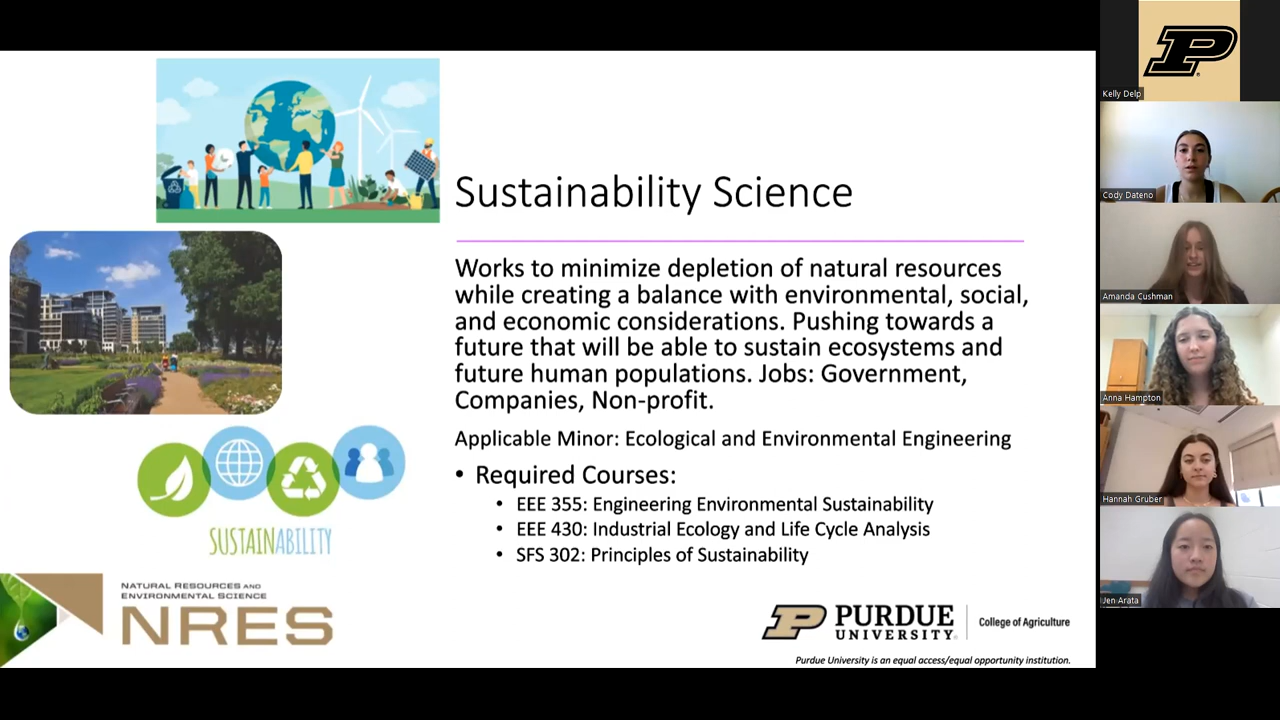 Sustainability Science
Works to minimize depletion of natural resources
while creating a balance with environmental, social,
and economic considerations. Pushing towards a
future that will be able to sustain ecosystems and
future human populations. Jobs: Government,
Companies, Non-profit.
Applicable Minor: Ecological and Environmental Engineering
• Required Courses:
• EEE 355: Engineering Environmental Sustainability
• EEE 430: Industrial Ecology and Life Cycle Analysis
• SFS 302: Principles of Sustainability
SUSTAINABILITY
NATURAL RESOURCES AND
ENVIRONMENTAL SCIENCE
NRES
PURDUE
UNIVERSITY.
College of Agriculture
Purdue University is an equal access/equal opportunity institution.
P
Kelly Delp
Cody Dateno
Amanda Cushman
Anna Hampton
Hannah Gruber
Jen Arata